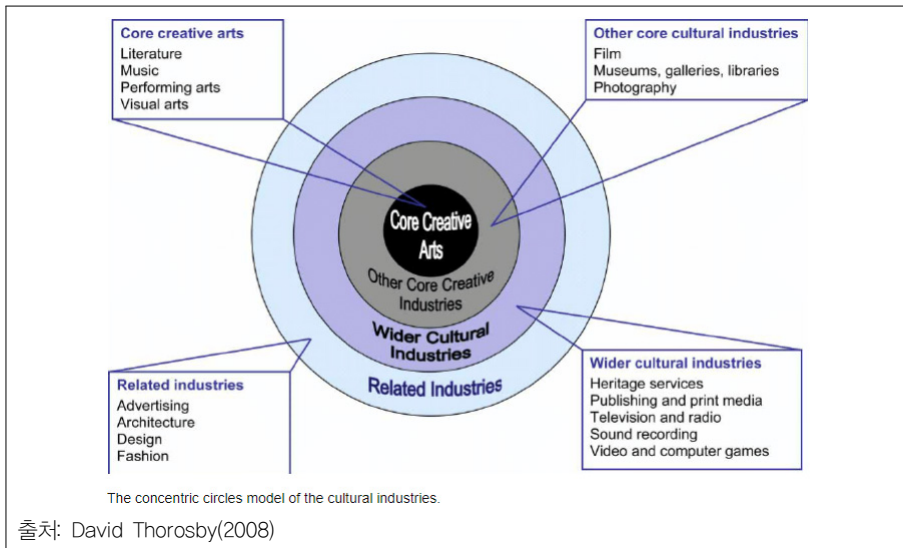 Core creative arts
Literature
Music
Performing arts
Visual arts
Other core cultural industries
Film
Museums, galleries, libraries
Photography
Core Creative
Arts
Other Core Creative
Industries
Wider Cultural
Industries
Related Industries
Related industries
Advertising
Architecture
Design
Fashion
Wider cultural industries
Heritage services
Publishing and print media
Television and radio
Sound recording
Video and computer games
The concentric circles model of the cultural industries.
출처: David Thorosby(2008)